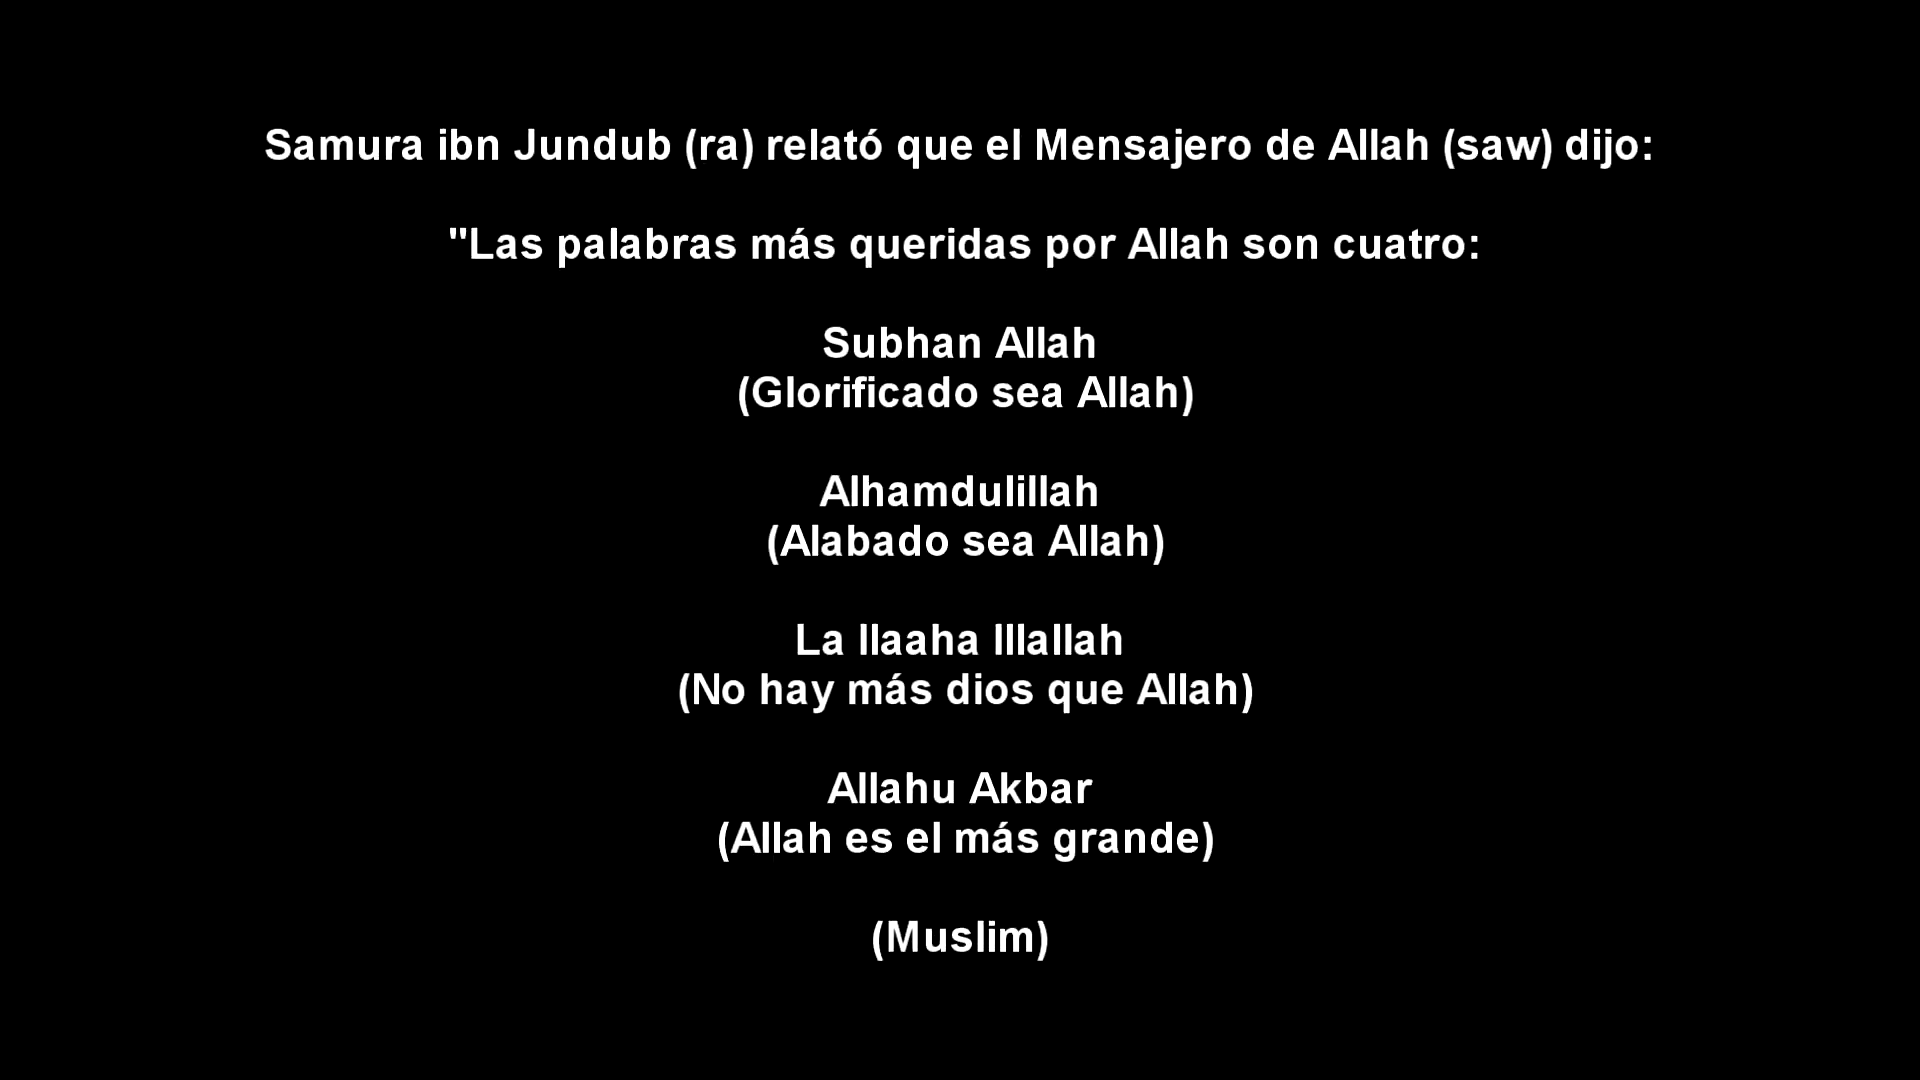 Samura ibn Jundub (ra) relató que el Mensajero de Allah (saw) dijo:
"Las palabras más queridas por Allah son cuatro:
Subhan Allah
(Glorificado sea Allah)
Alhamdulillah
(Alabado sea Allah)
La Ilaaha Illallah
(No hay más dios que Allah)
Allahu Akbar
(Allah es el más grande)
(Muslim)